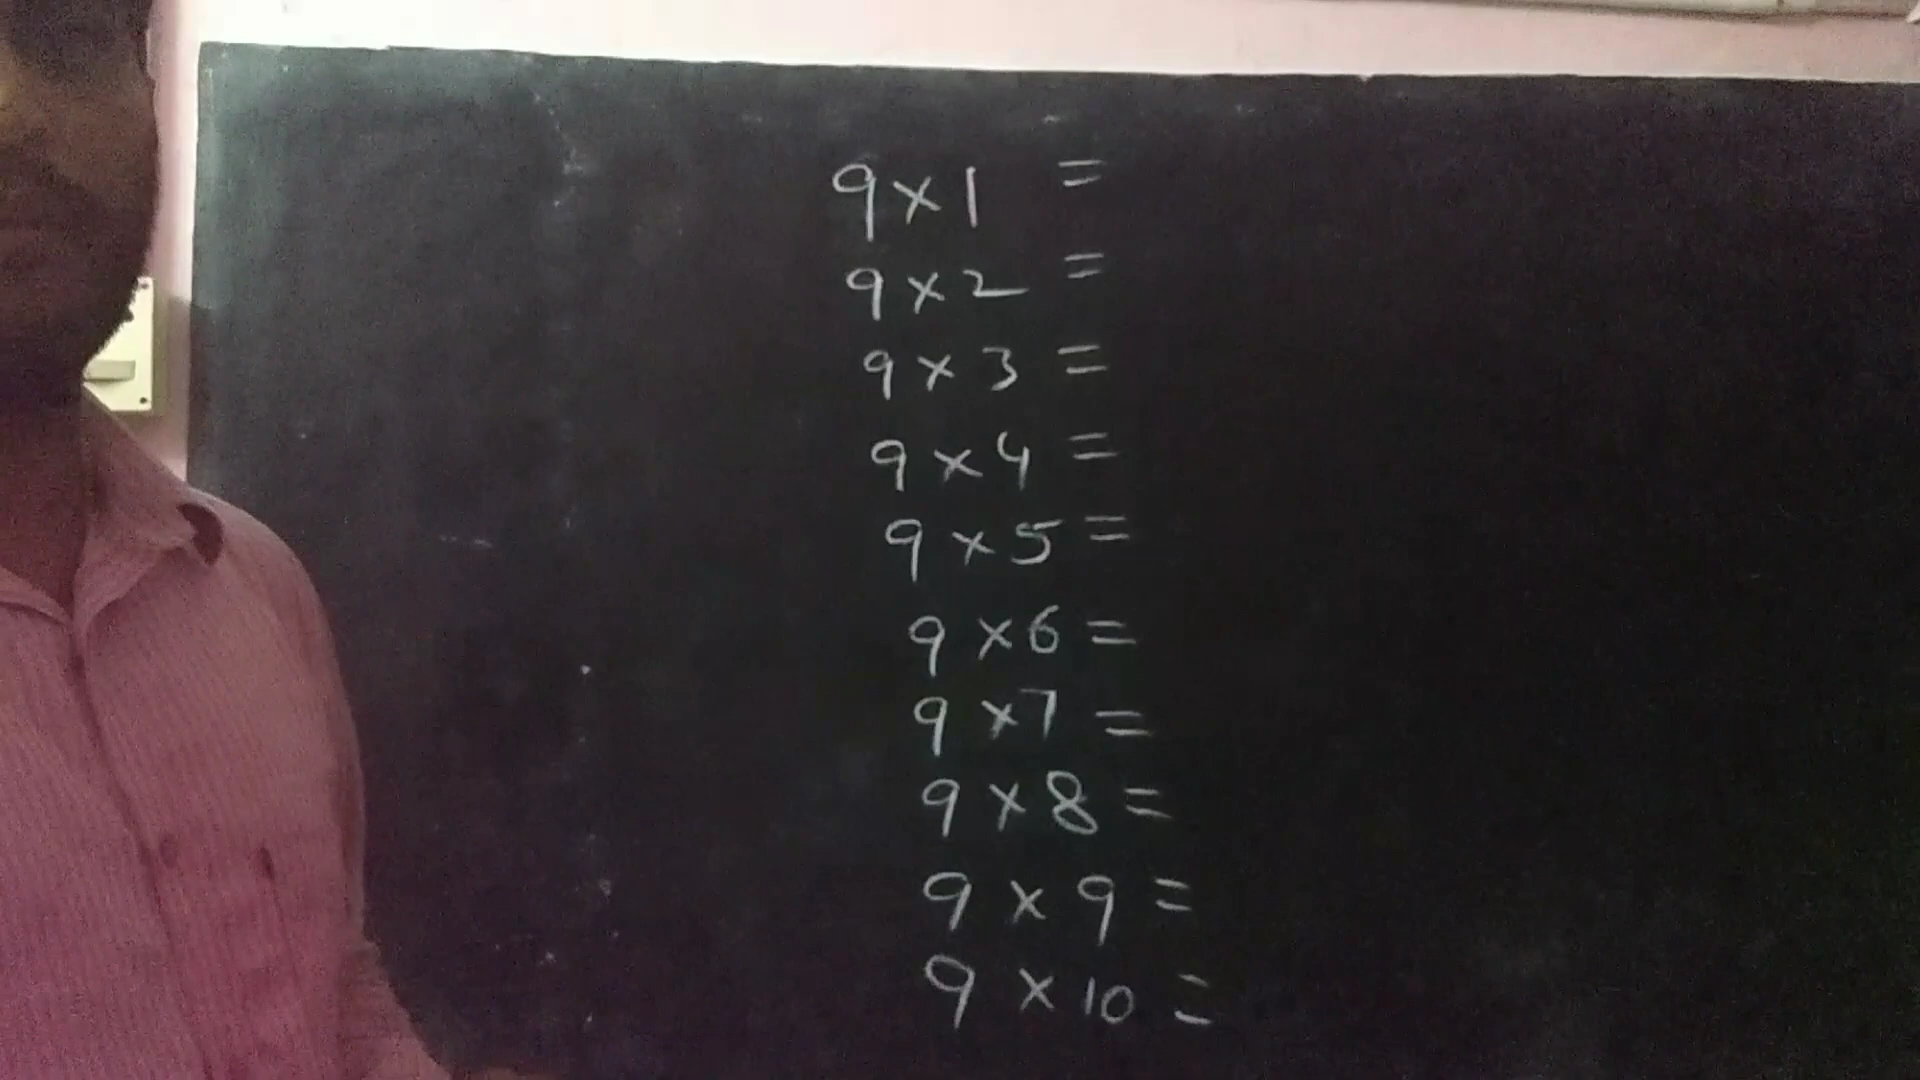 9 × 1 =
9 × 2 =
9 × 3 =
9 × 4 =
9 × 5 =
9 × 6 =
9 × 7 =
9 × 8 =
9 × 9 =
9 × 10 =